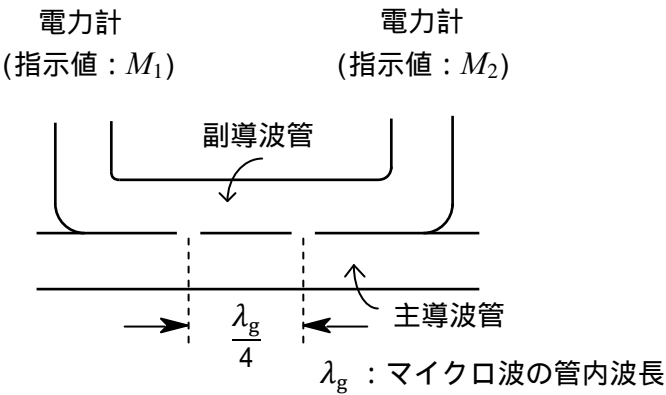 電力計
(指示値：M₁)
電力計
(指示値：M₂)
副導波管
主導波管
λg
4
λg ：マイクロ波の管内波長